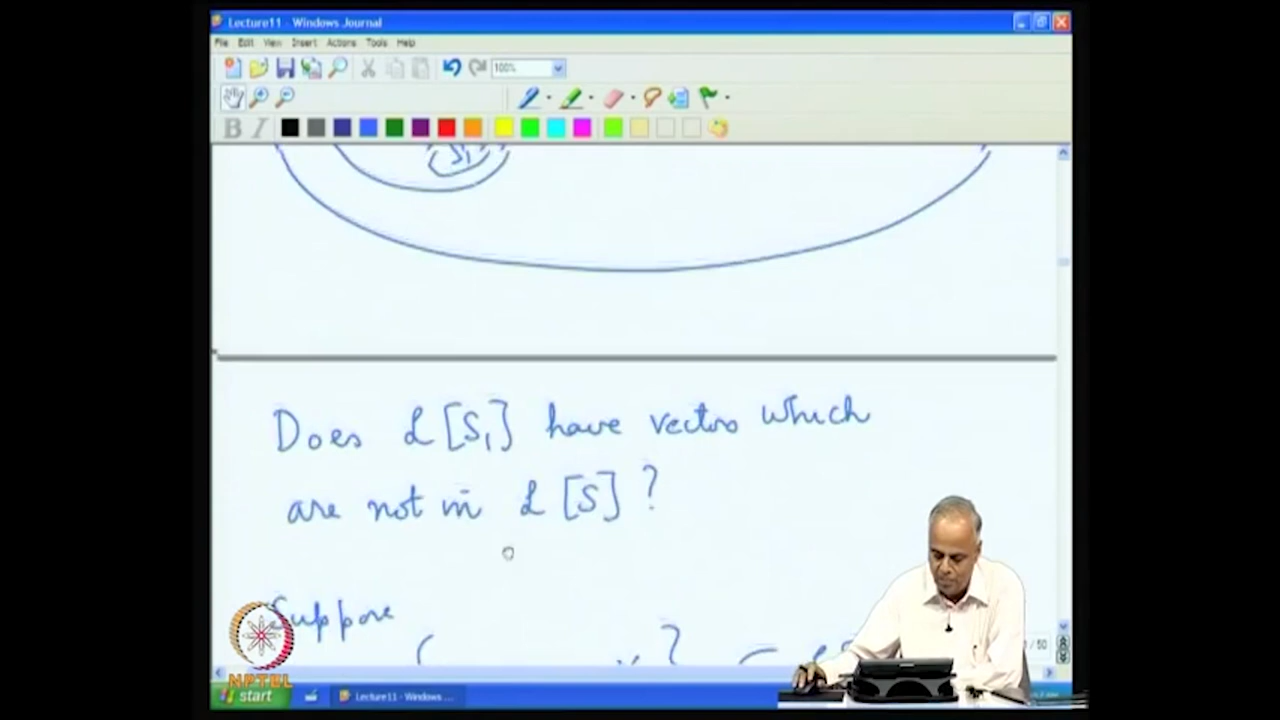 Lecture11 - Windows Journal
File Edit View Insert Actions Tools Help
100%
B I
S₁
Does L[S₁] have vectors which
are not in L[S]?
Suppose
/ 50
NPTEL
start Lecture11 - Windows ...